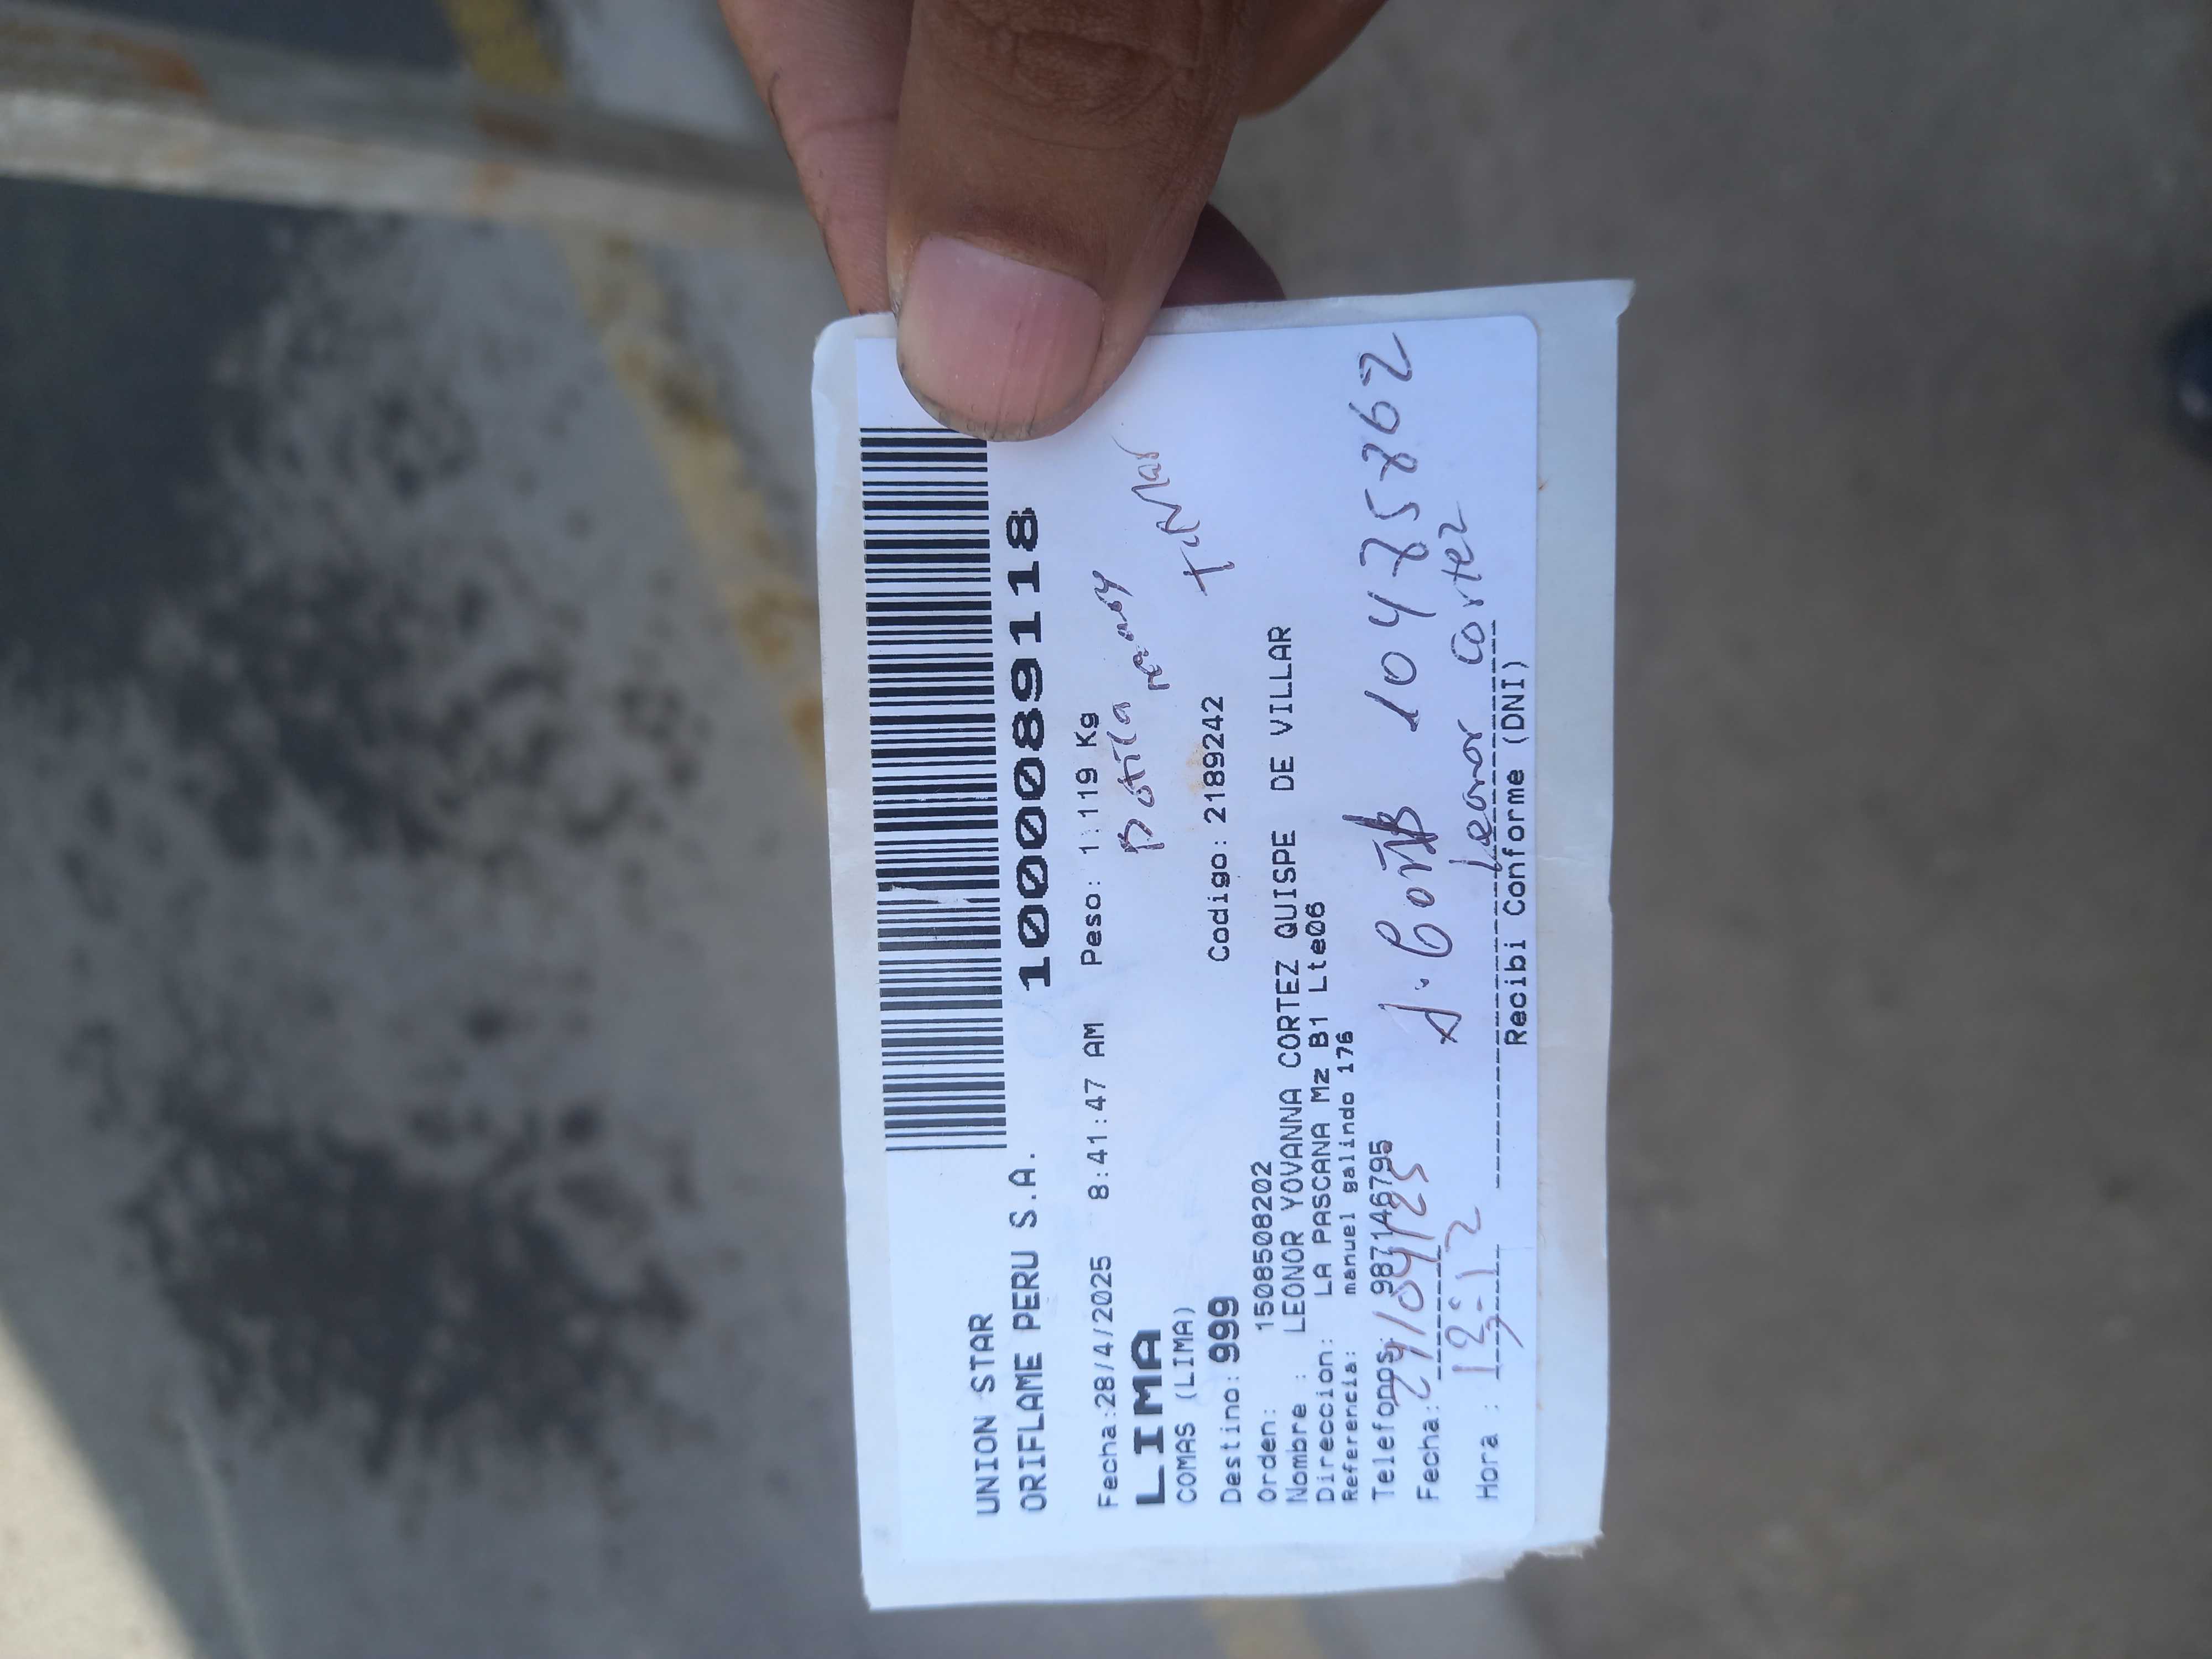 UNION STAR
ORIFLAME PERU S.A. 1000089118
Fecha:28/4/2025 8:41:47 AM Peso: 1.119 Kg
LIMA
COMAS (LIMA)
Destino: 999 Codigo: 2189242
Orden: 1508508202
Nombre : LEONOR YOVANNA CORTEZ QUISPE DE VILLAR
Direccion: LA PASCANA Mz B1 Lte06
Referencia: manuel galindo 176
Telefonos: 987146795
Fecha: 29/04/25
Hora : 12:12
Leonor Cortez
Recibi Conforme (DNI)